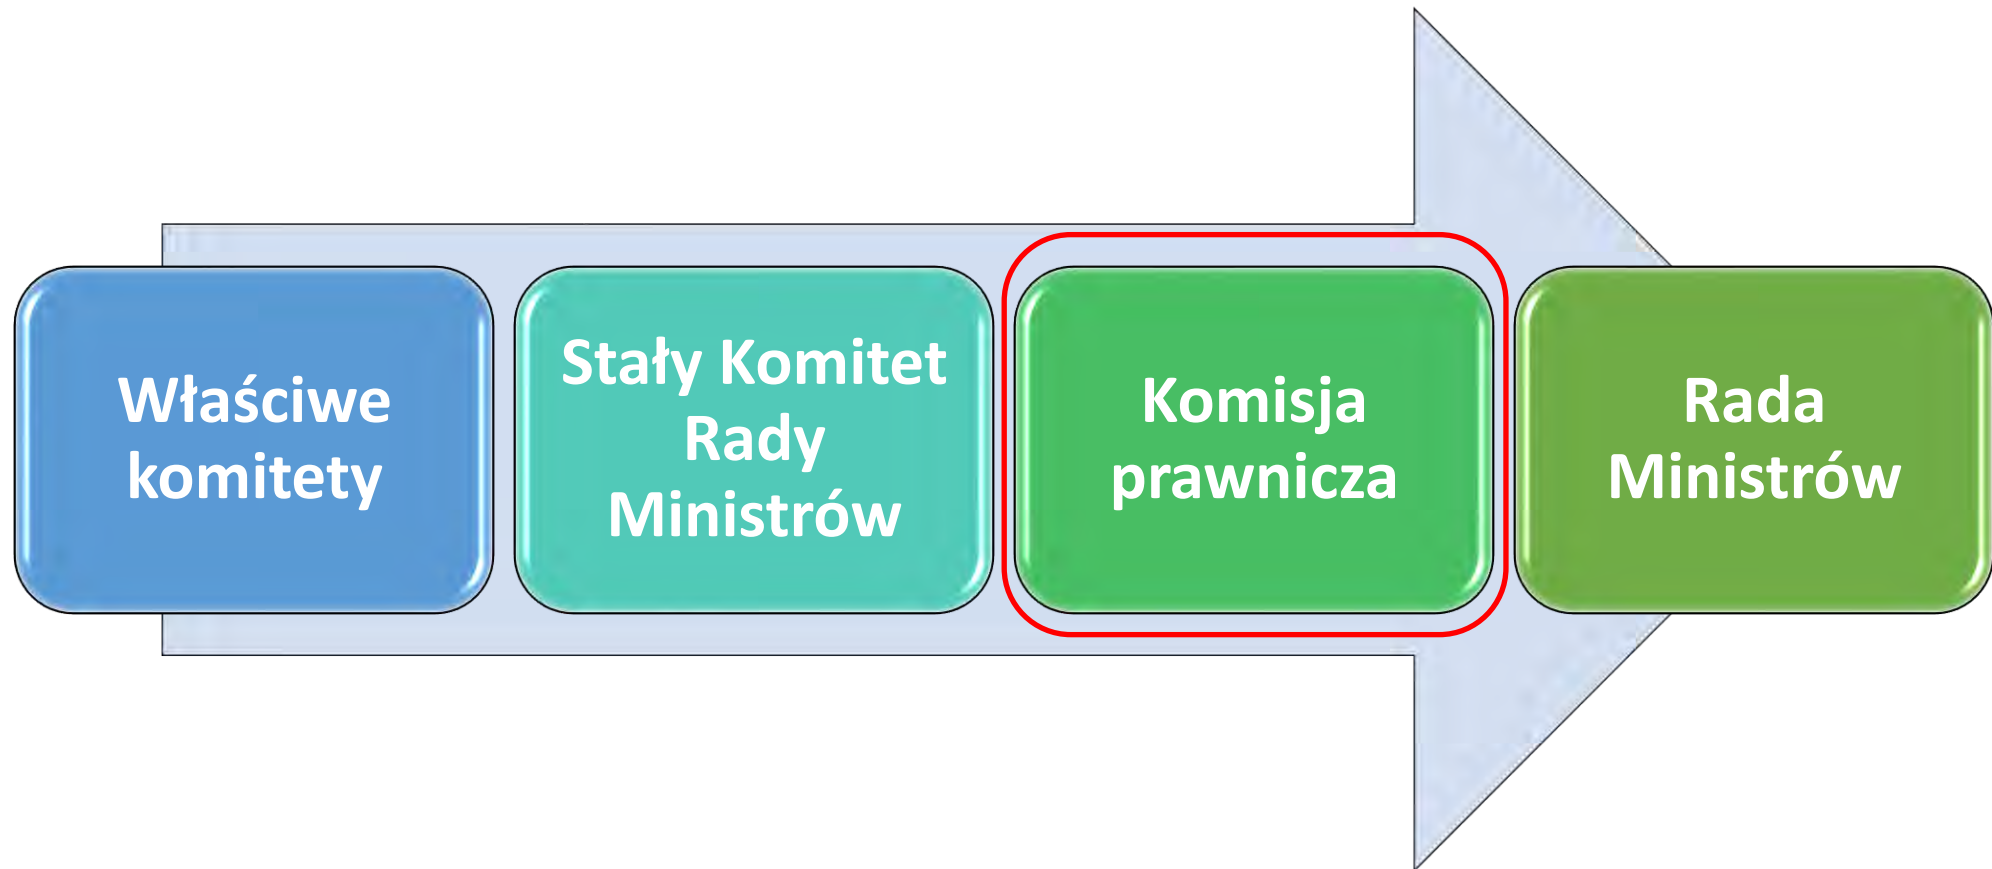 Właściwe
komitety
Stały Komitet
Rady
Ministrów
Komisja
prawnicza
Rada
Ministrów